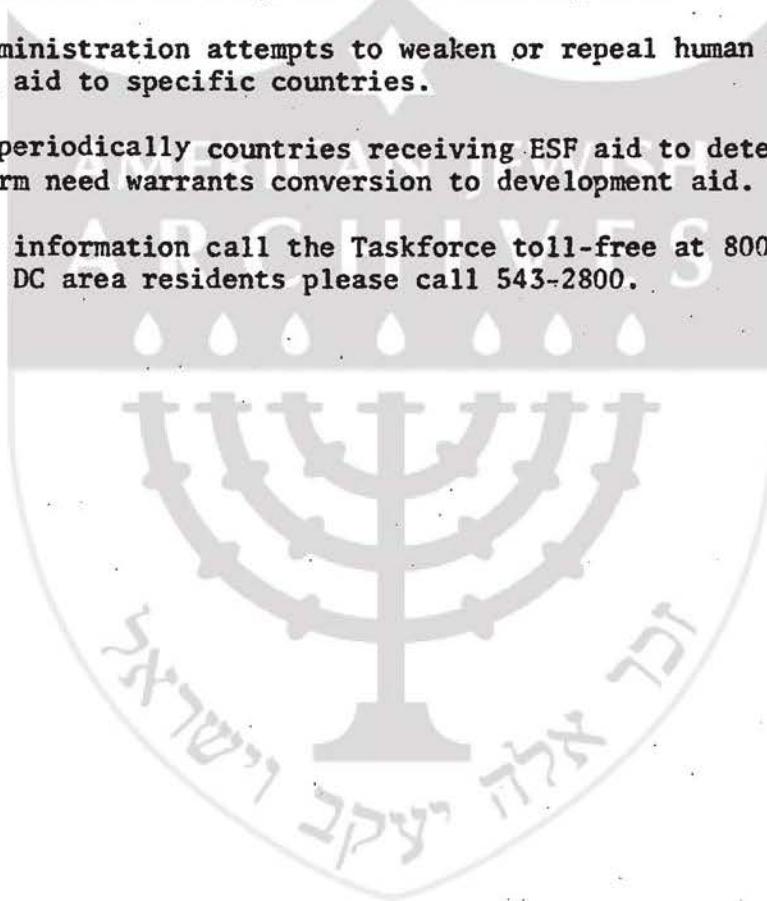 ministration attempts to weaken or repeal human
aid to specific countries.
periodically countries receiving ESF aid to dete
rm need warrants conversion to development aid.
information call the Taskforce toll-free at 800
DC area residents please call 543-2800.
AMERICAN JEWISH
ARCHIVES
זכר אלה יעקב וישראל